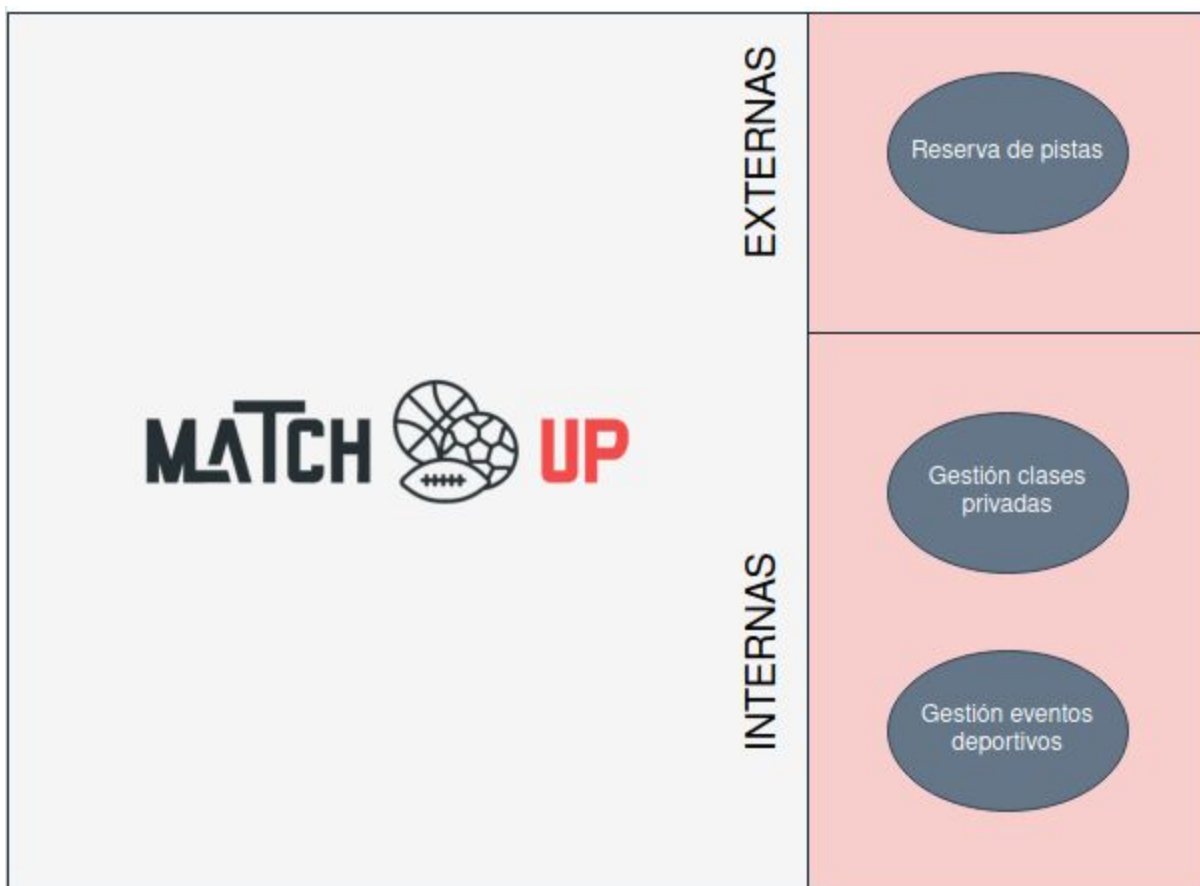 EXTERNAS
Reserva de pistas
MATCH UP
INTERNAS
Gestión clases
privadas
Gestión eventos
deportivos